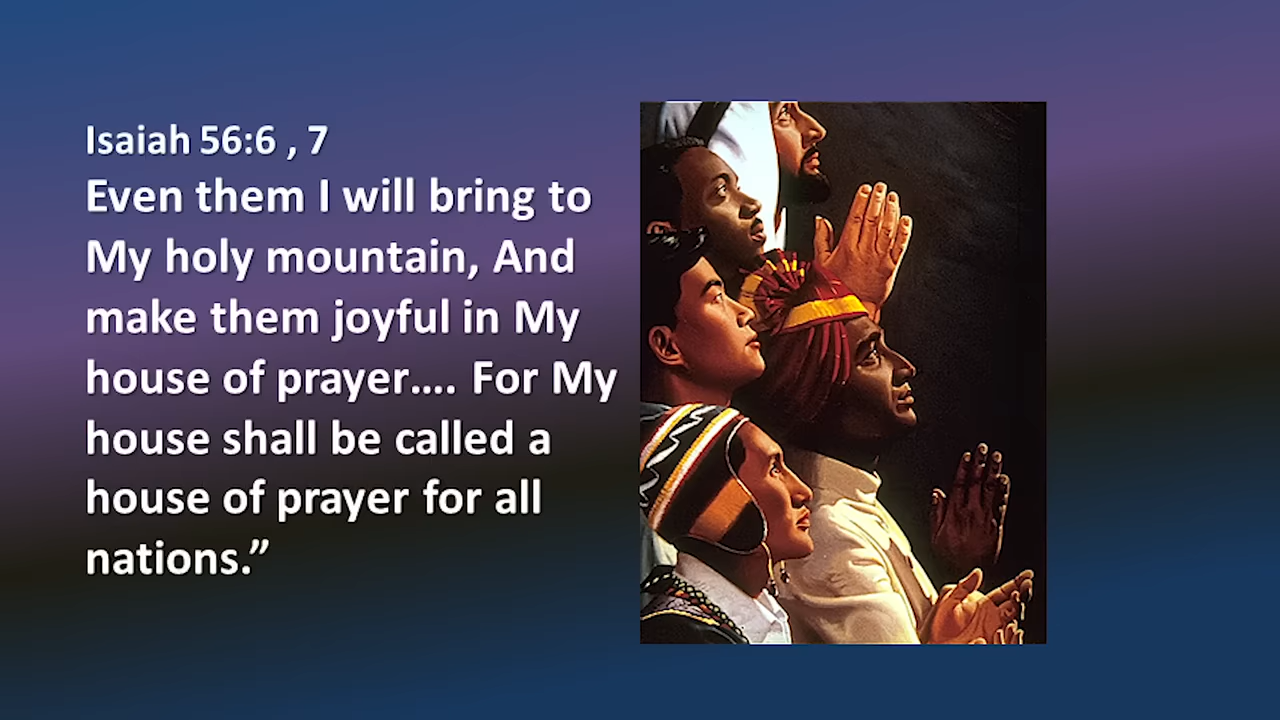 Isaiah 56:6 , 7
Even them I will bring to
My holy mountain, And
make them joyful in My
house of prayer…. For My
house shall be called a
house of prayer for all
nations.”